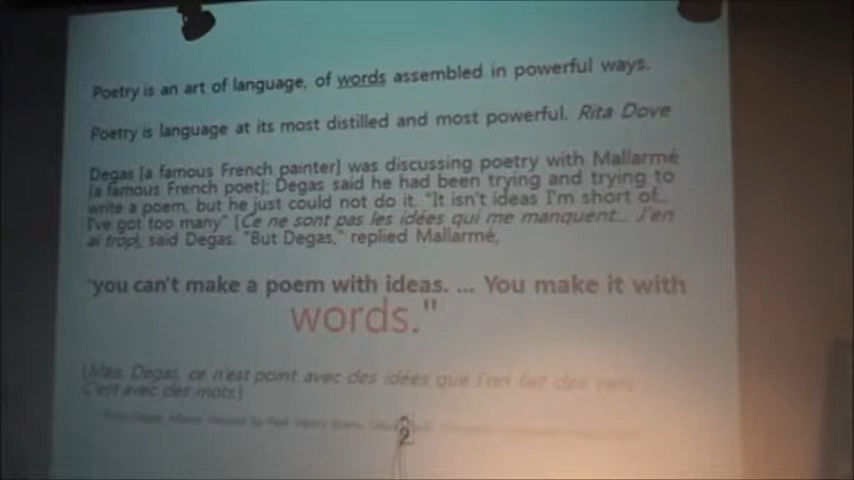 Poetry is an art of language, of words assembled in powerful ways.
Poetry is language at its most distilled and most powerful. Rita Dove
Degas [a famous French painter] was discussing poetry with Mallarmé
[a famous French poet]; Degas said he had been trying and trying to
write a poem, but he just could not do it. "It isn't ideas I'm short of...
I've got too many" [Ce ne sont pas les idées qui me manquent... J'en
ai trop], said Degas. "But Degas," replied Mallarmé,
"you can't make a poem with ideas. ... You make it with
words."
(Mais, Degas, ce n'est point avec des idées que l'on fait des vers
C'est avec des mots)
2